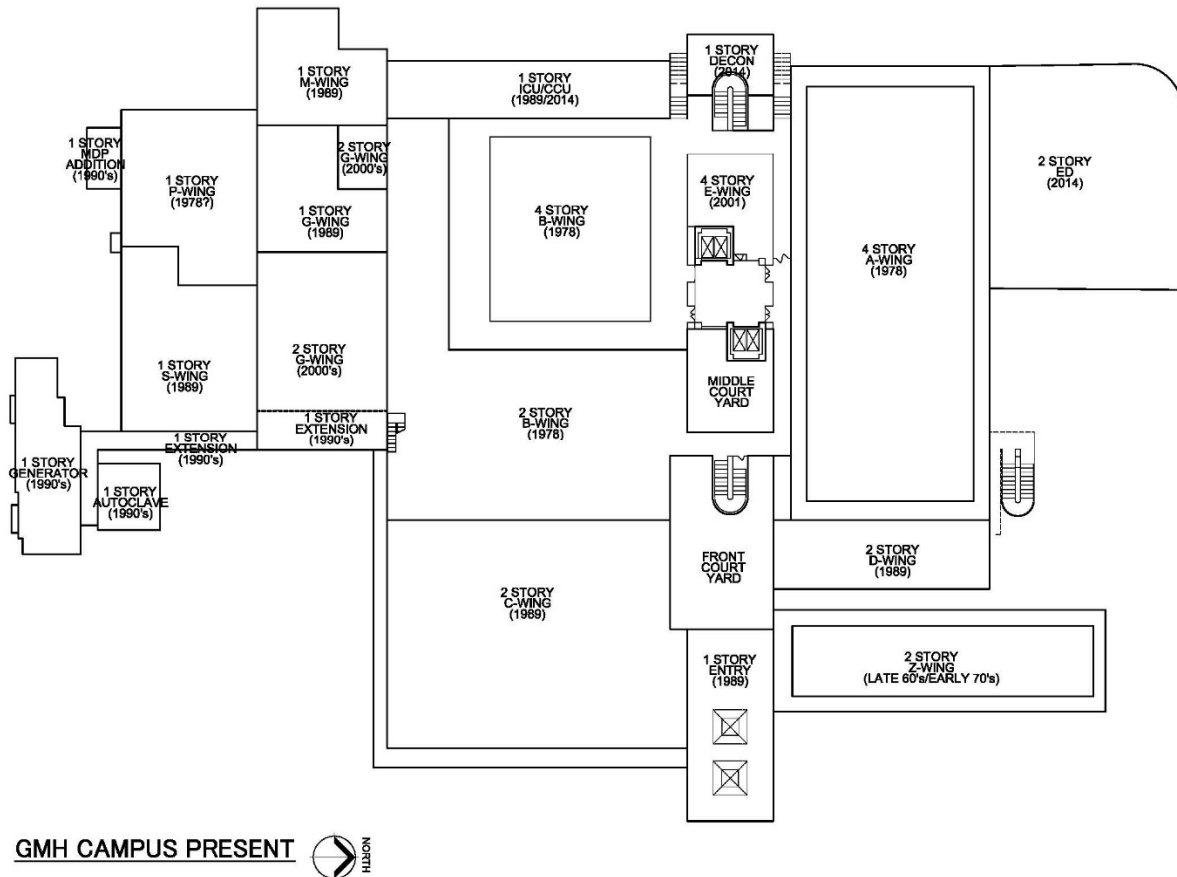 1 STORY
M-WING
(1989)
1 STORY
ICU/CCU
(1989/2014)
1 STORY
DECON
(2014)
1 STORY
MDP
ADDITION
(1990's)
1 STORY
P-WING
(1978?)
2 STORY
G-WING
(2000's)
1 STORY
G-WING
(1989)
4 STORY
B-WING
(1978)
4 STORY
E-WING
(2001)
4 STORY
A-WING
(1978)
2 STORY
ED
(2014)
1 STORY
S-WING
(1989)
2 STORY
G-WING
(2000's)
MIDDLE
COURT
YARD
1 STORY
EXTENSION
(1990's)
2 STORY
B-WING
(1978)
1 STORY
EXTENSION
(1990's)
1 STORY
GENERATOR
(1990's)
1 STORY
AUTOCLAVE
(1990's)
FRONT
COURT
YARD
2 STORY
D-WING
(1989)
2 STORY
C-WING
(1989)
1 STORY
ENTRY
(1989)
2 STORY
Z-WING
(LATE 60's/EARLY 70's)
GMH CAMPUS PRESENT
NORTH